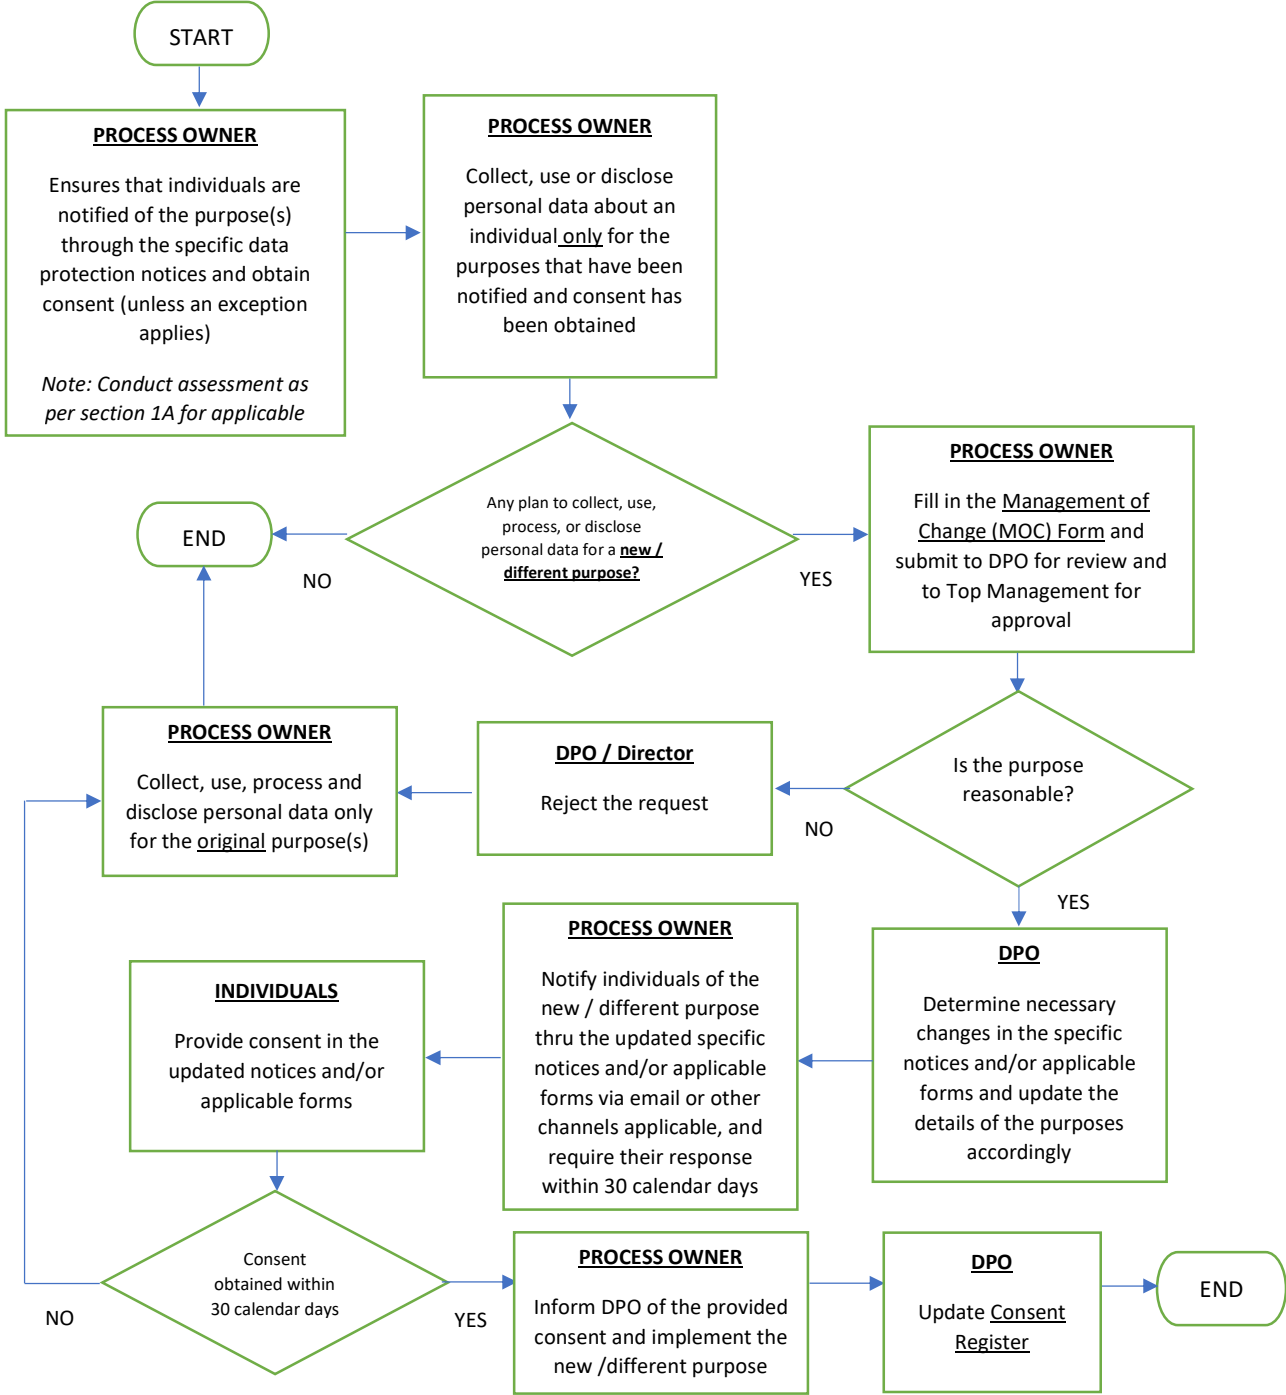 START
PROCESS OWNER
Ensures that individuals are
notified of the purpose(s)
through the specific data
protection notices and obtain
consent (unless an exception
applies)
Note: Conduct assessment as
per section 1A for applicable
PROCESS OWNER
Collect, use or disclose
personal data about an
individual only for the
purposes that have been
notified and consent has
been obtained
Any plan to collect, use,
process, or disclose
personal data for a new /
different purpose?
NO
END
YES
PROCESS OWNER
Fill in the Management of
Change (MOC) Form and
submit to DPO for review and
to Top Management for
approval
Is the purpose
reasonable?
NO
DPO / Director
Reject the request
PROCESS OWNER
Collect, use, process and
disclose personal data only
for the original purpose(s)
YES
DPO
Determine necessary
changes in the specific
notices and/or applicable
forms and update the
details of the purposes
accordingly
PROCESS OWNER
Notify individuals of the
new / different purpose
thru the updated specific
notices and/or applicable
forms via email or other
channels applicable, and
require their response
within 30 calendar days
INDIVIDUALS
Provide consent in the
updated notices and/or
applicable forms
Consent
obtained within
30 calendar days
NO
YES
PROCESS OWNER
Inform DPO of the provided
consent and implement the
new /different purpose
DPO
Update Consent
Register
END